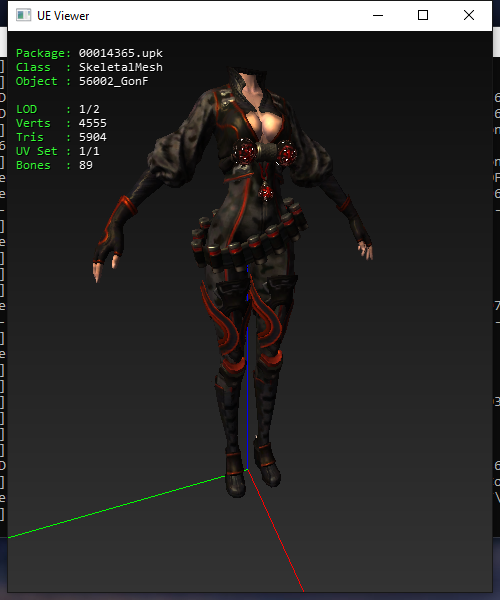 UE Viewer
Package: 00014365.upk
Class : SkeletalMesh
Object : 56002_GonF
LOD : 1/2
Verts : 4555
Tris : 5904
UV Set : 1/1
Bones : 89